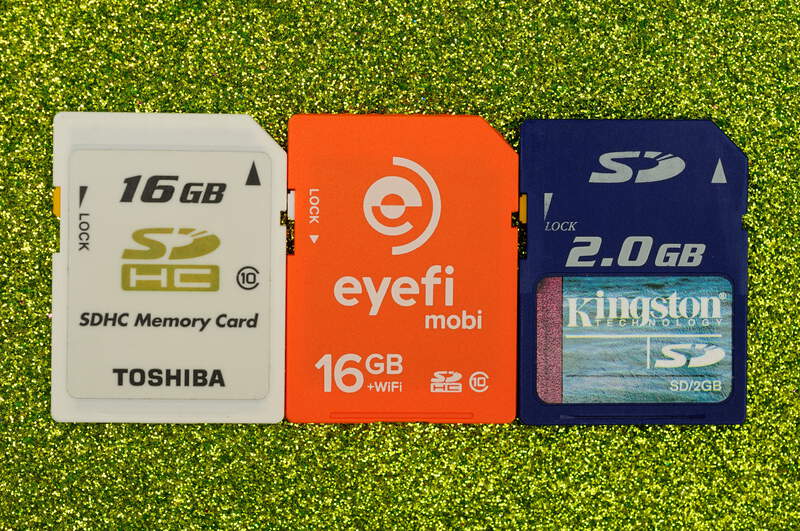 16GB
LOCK
SD
HC
10
SDHC Memory Card
TOSHIBA
LOCK
e
eyefi
mobi
16GB
+WiFi
SD
HC
10
SD
LOCK
2.0GB
Kingston®
TECHNOLOGY
SD
SD/2GB